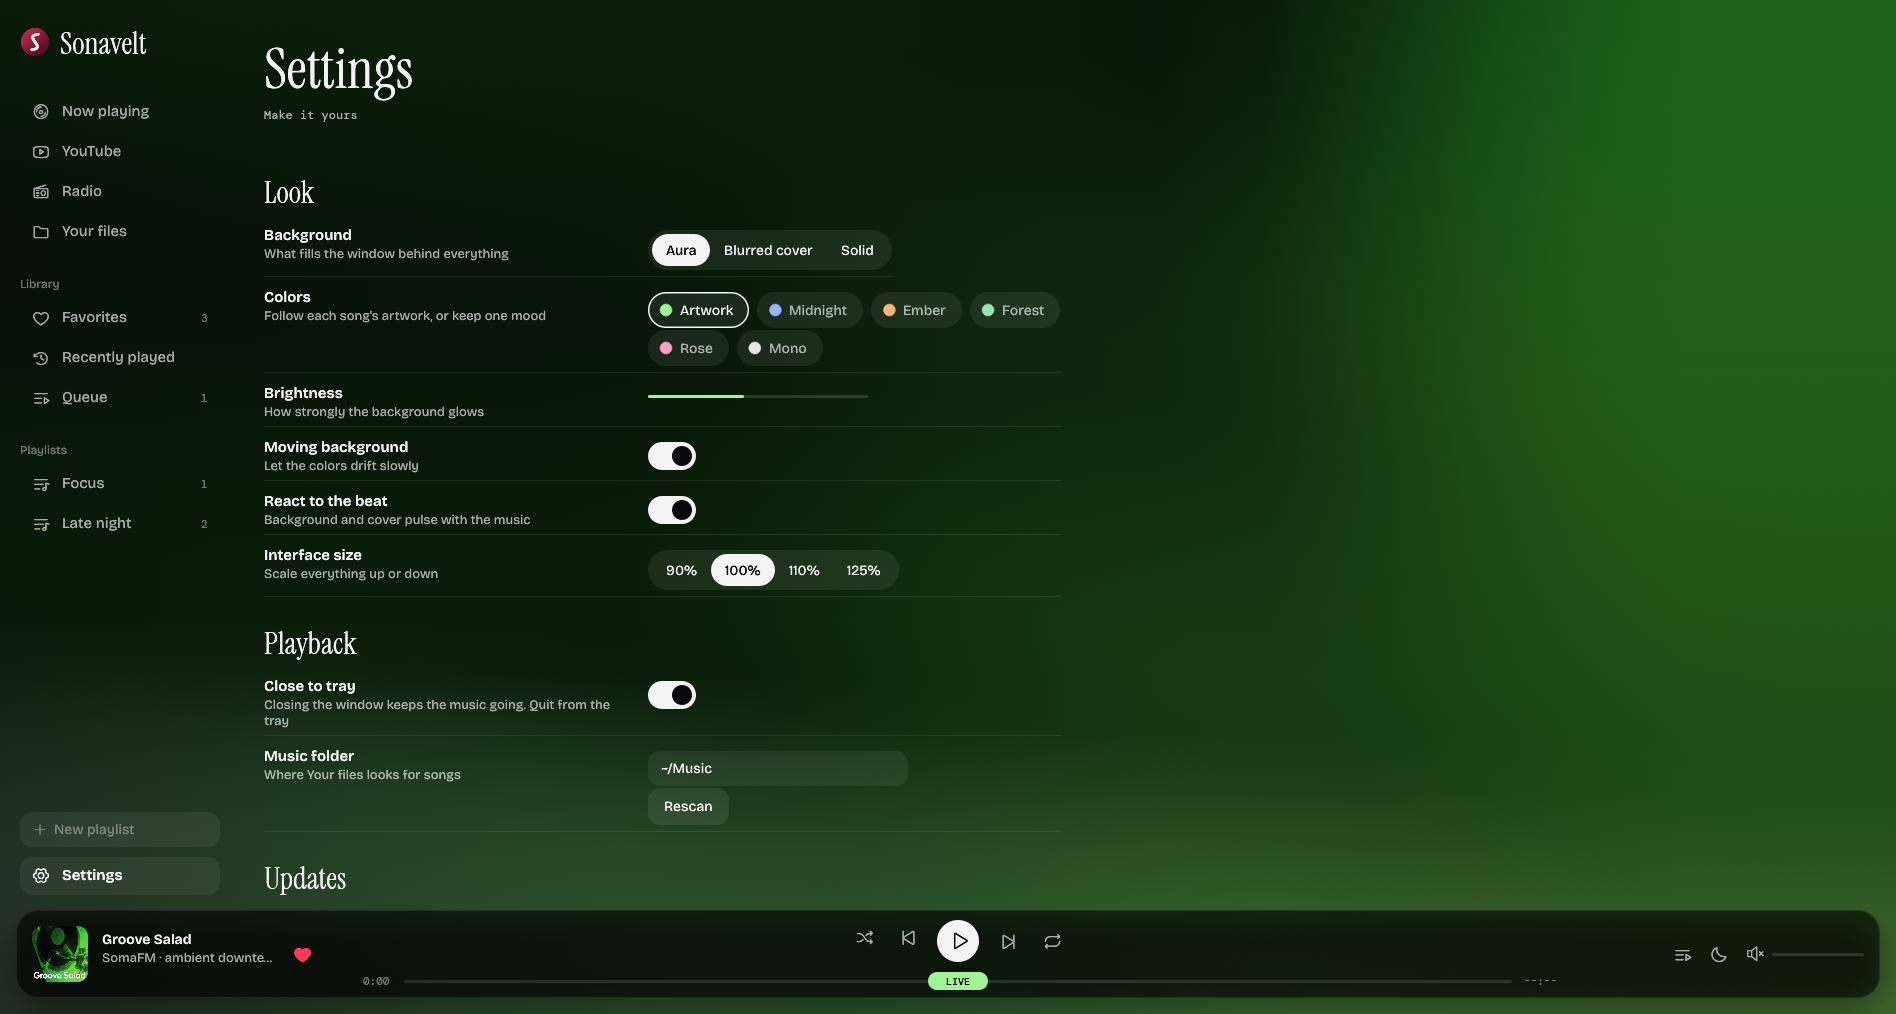 Sonavelt
Now playing
YouTube
Radio
Your files
Library
Favorites 3
Recently played
Queue 1
Playlists
Focus 1
Late night 2
New playlist
Settings
Settings
Make it yours
Look
Background
What fills the window behind everything
Aura Blurred cover Solid
Colors
Follow each song's artwork, or keep one mood
Artwork Midnight Ember Forest
Rose Mono
Brightness
How strongly the background glows
Moving background
Let the colors drift slowly
React to the beat
Background and cover pulse with the music
Interface size
Scale everything up or down
90% 100% 110% 125%
Playback
Close to tray
Closing the window keeps the music going. Quit from the
tray
Music folder
Where Your files looks for songs
~/Music
Rescan
Updates
Groove Salad
Groove Salad
SomaFM · ambient downte...
0:00 LIVE --:--